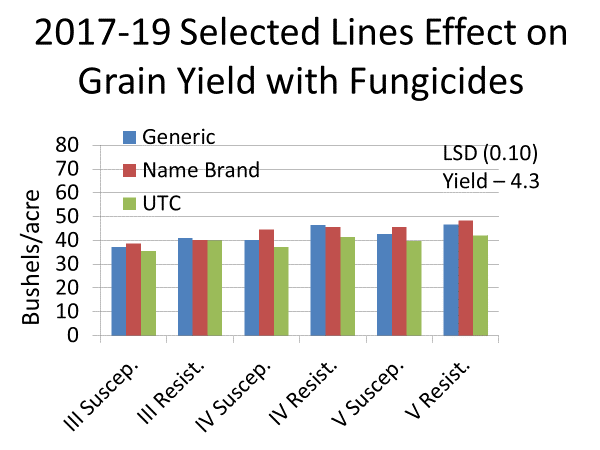 2017-19 Selected Lines Effect on
Grain Yield with Fungicides
Generic
Name Brand
UTC
LSD (0.10)
Yield – 4.3
Bushels/acre
80
70
60
50
40
30
20
10
0
III Suscep.
III Resist.
IV Suscep.
IV Resist.
V Suscep.
V Resist.